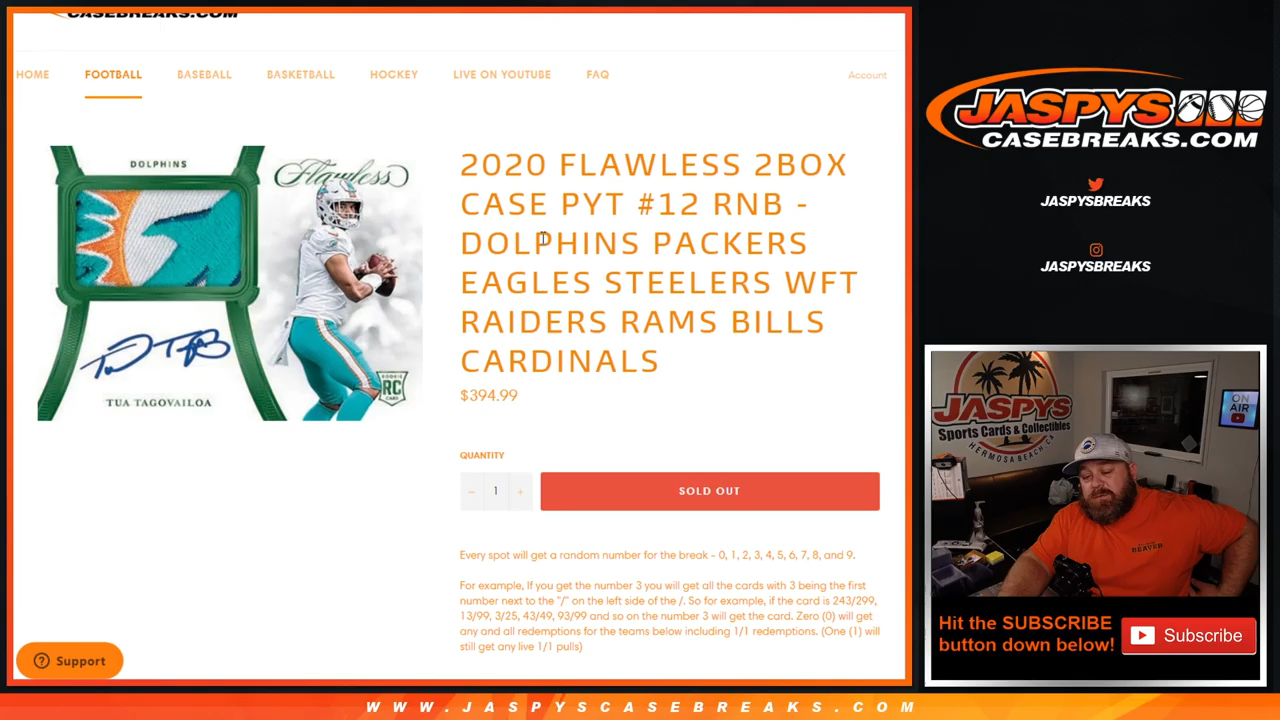 CASEBREAKS.COM
HOME FOOTBALL BASEBALL BASKETBALL HOCKEY LIVE ON YOUTUBE FAQ
Account
DOLPHINS
Flawless
TUA TAGOVAILOA
RC
2020 FLAWLESS 2BOX
CASE PYT #12 RNB -
DOLPHINS PACKERS
EAGLES STEELERS WFT
RAIDERS RAMS BILLS
CARDINALS
$394.99
QUANTITY
− 1 +
SOLD OUT
Every spot will get a random number for the break - 0, 1, 2, 3, 4, 5, 6, 7, 8, and 9.
For example, If you get the number 3 you will get all the cards with 3 being the first
number next to the "/" on the left side of the /. So for example, if the card is 243/299,
13/99, 3/25, 43/49, 93/99 and so on the number 3 will get the card. Zero (0) will get
any and all redemptions for the teams below including 1/1 redemptions. (One (1) will
still get any live 1/1 pulls)
Support
JASPYS
CASEBREAKS.COM
JASPYSBREAKS
JASPYSBREAKS
JASPYS
Sports Cards & Collectibles
HERMOSA BEACH, CA
ON
AIR
BEAVER
Hit the SUBSCRIBE
button down below!
Subscribe
WWW.JASPYSCASEBREAKS.COM